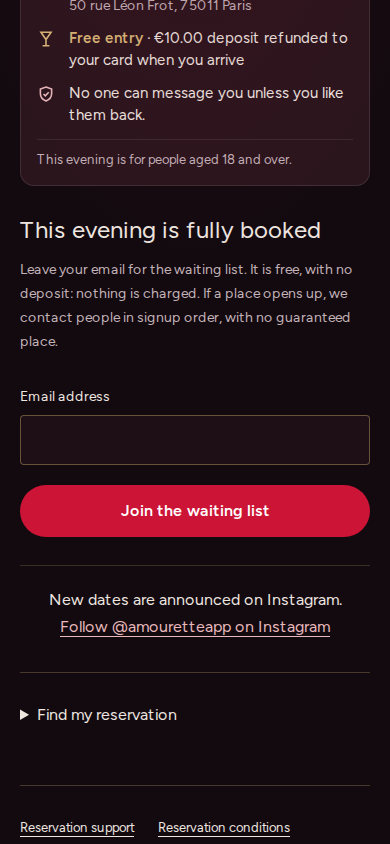 50 rue Léon Frot, 75011 Paris
Free entry · €10.00 deposit refunded to
your card when you arrive
No one can message you unless you like
them back.
This evening is for people aged 18 and over.
This evening is fully booked
Leave your email for the waiting list. It is free, with no
deposit: nothing is charged. If a place opens up, we
contact people in signup order, with no guaranteed
place.
Email address
Join the waiting list
New dates are announced on Instagram.
Follow @amouretteapp on Instagram
Find my reservation
Reservation support Reservation conditions